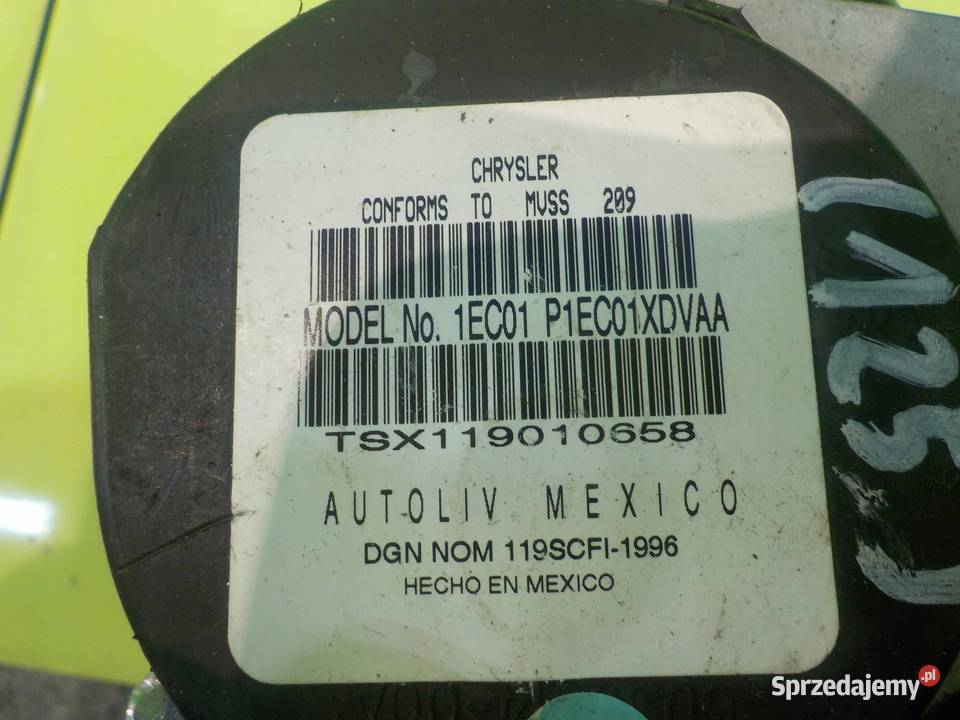 CHRYSLER
CONFORMS TO MVSS 209
MODEL No. 1EC01 P1EC01XDVAA
TSX119010658
AUTOLIV MEXICO
DGN NOM 119SCFI-1996
HECHO EN MEXICO
Sprzedajemy.pl